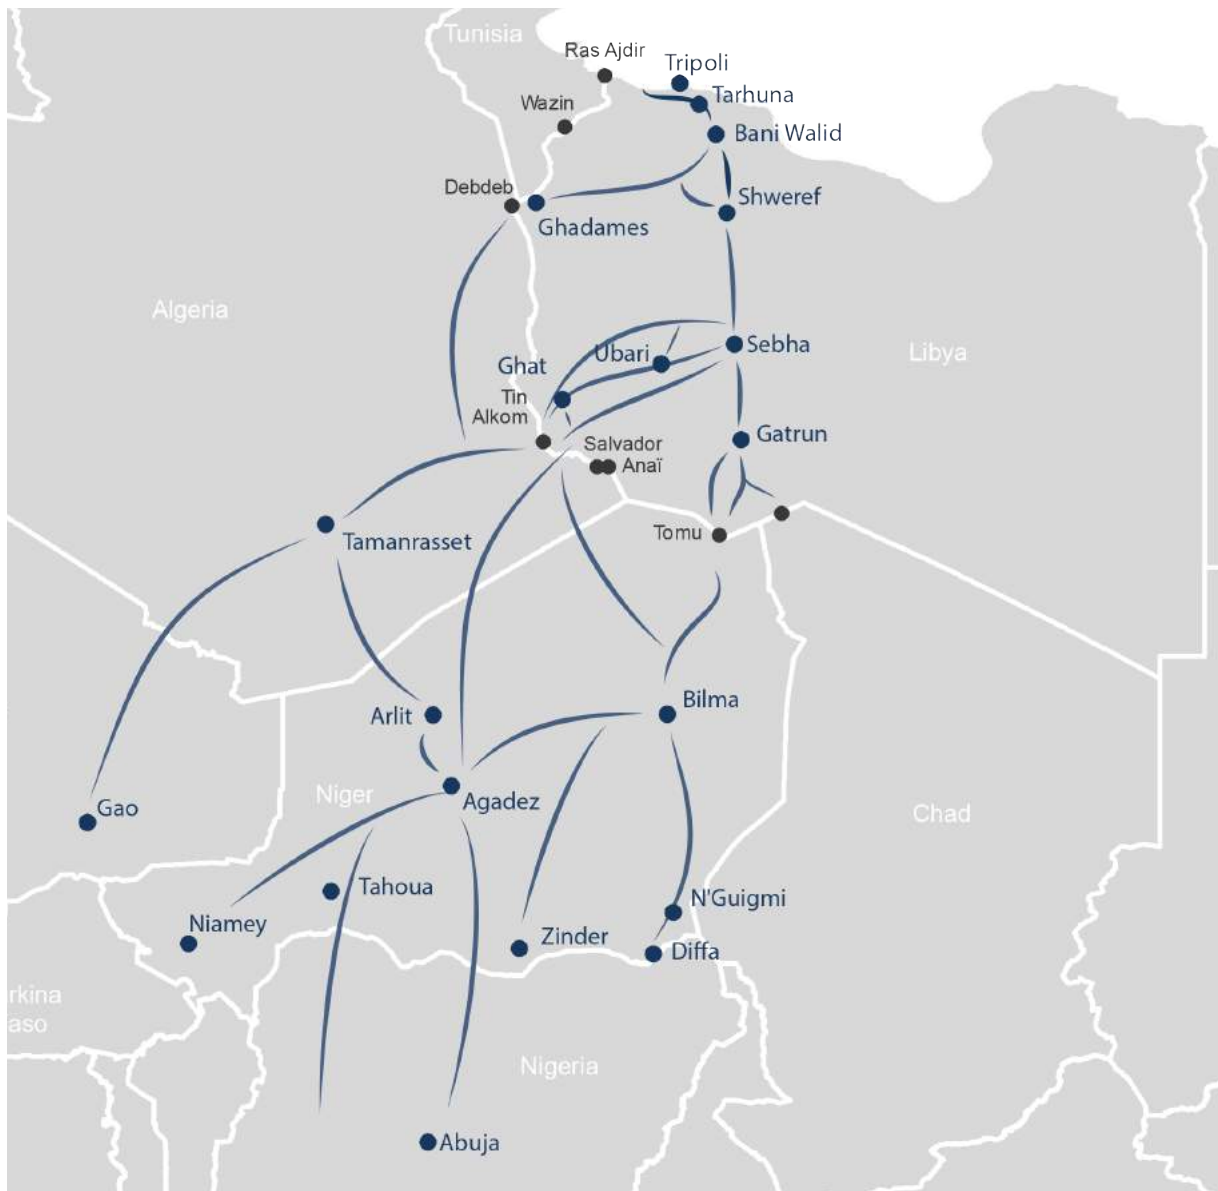 Tunisia
Ras Ajdir
Tripoli
Tarhuna
Wazin
Bani Walid
Debdeb
Shweref
Ghadames
Algeria
Ubari
Sebha
Libya
Ghat
Tin
Alkom
Gatrun
Salvador
Anaï
Tomu
Tamanrasset
Bilma
Arlit
Niger
Agadez
Gao
Chad
Tahoua
N'Guigmi
Niamey
Zinder
Diffa
rkina
aso
Nigeria
Abuja